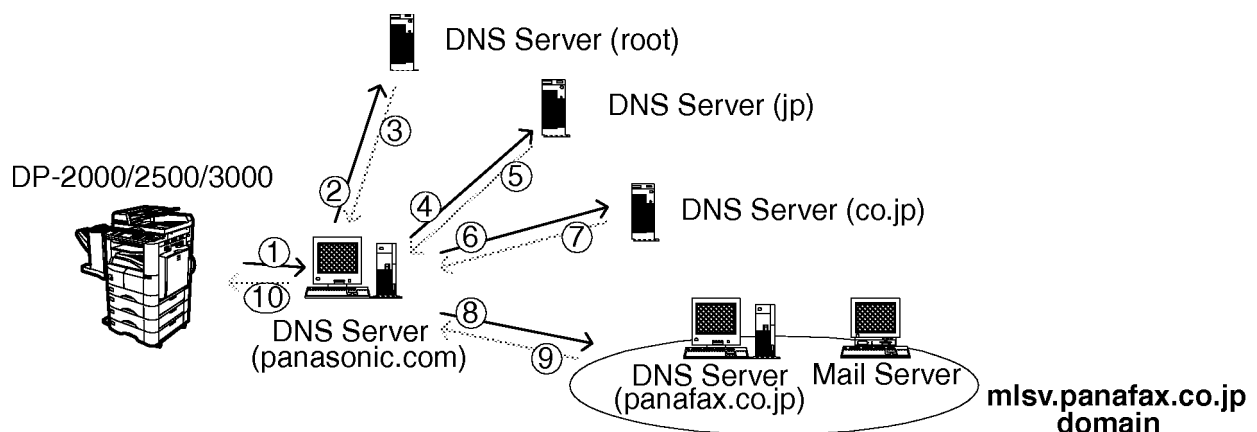 DNS Server (root)
DNS Server (jp)
DP-2000/2500/3000
③
②
④
⑤
DNS Server (co.jp)
①
⑥
⑦
⑩
⑧
⑨
DNS Server
(panasonic.com)
DNS Server
(panafax.co.jp)
Mail Server
mlsv.panafax.co.jp
domain